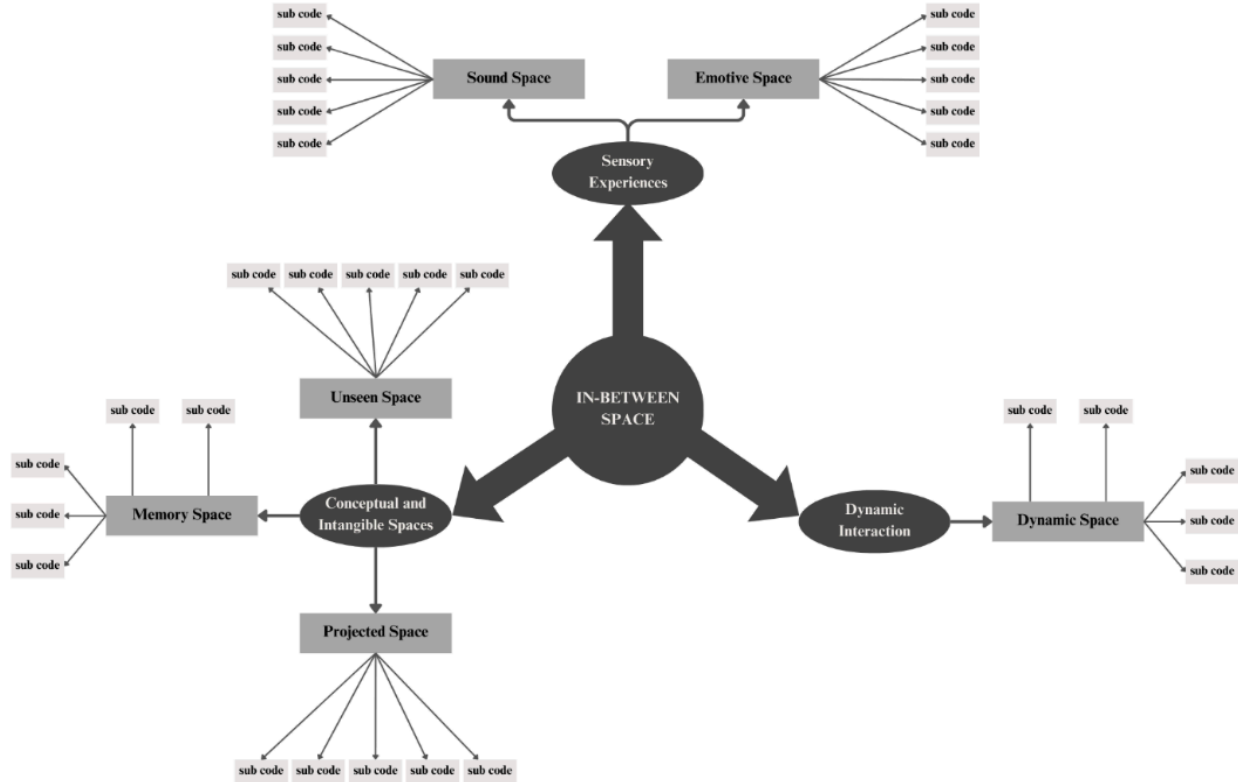 sub code
sub code
sub code
sub code
sub code
Sound Space
Emotive Space
sub code
sub code
sub code
sub code
sub code
Sensory
Experiences
sub code
sub code
sub code
sub code
sub code
Unseen Space
IN-BETWEEN
SPACE
sub code
sub code
sub code
sub code
sub code
Memory Space
Conceptual and
Intangible Spaces
Projected Space
sub code
sub code
sub code
sub code
sub code
Dynamic
Interaction
Dynamic Space
sub code
sub code
sub code
sub code
sub code